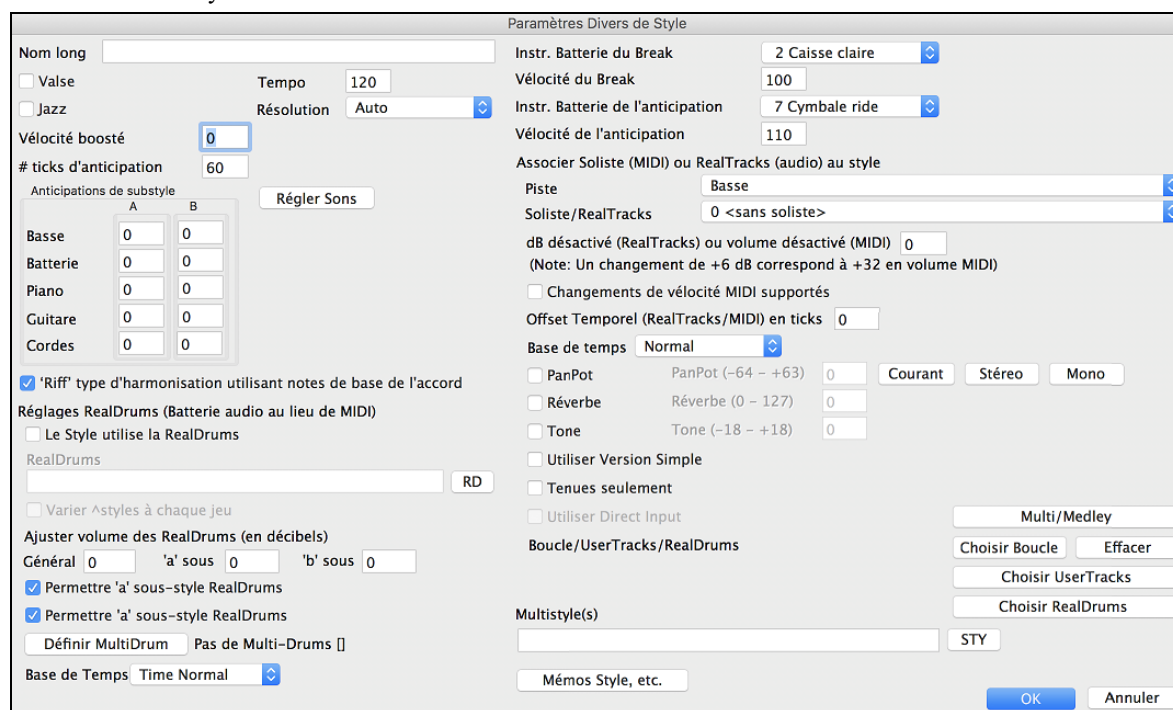 Paramètres Divers de Style
Nom long
Valse
Tempo 120
Jazz
Résolution Auto
Vélocité boosté 0
# ticks d'anticipation 60
Anticipations de substyle
A B
Régler Sons
Basse 0 0
Batterie 0 0
Piano 0 0
Guitare 0 0
Cordes 0 0
'Riff' type d'harmonisation utilisant notes de base de l'accord
Réglages RealDrums (Batterie audio au lieu de MIDI)
Le Style utilise la RealDrums
RealDrums
RD
Varier ^styles à chaque jeu
Ajuster volume des RealDrums (en décibels)
Général 0 'a' sous 0 'b' sous 0
Permettre 'a' sous-style RealDrums
Permettre 'a' sous-style RealDrums
Définir MultiDrum Pas de Multi-Drums []
Base de Temps Time Normal
Instr. Batterie du Break 2 Caisse claire
Vélocité du Break 100
Instr. Batterie de l'anticipation 7 Cymbale ride
Vélocité de l'anticipation 110
Associer Soliste (MIDI) ou RealTracks (audio) au style
Piste Basse
Soliste/RealTracks 0 <sans soliste>
dB désactivé (RealTracks) ou volume désactivé (MIDI) 0
(Note: Un changement de +6 dB correspond à +32 en volume MIDI)
Changements de vélocité MIDI supportés
Offset Temporel (RealTracks/MIDI) en ticks 0
Base de temps Normal
PanPot PanPot (-64 - +63) 0 Courant Stéreo Mono
Réverbe Réverbe (0 - 127) 0
Tone Tone (-18 - +18) 0
Utiliser Version Simple
Tenues seulement
Utiliser Direct Input
Multi/Medley
Boucle/UserTracks/RealDrums
Choisir Boucle Effacer
Choisir UserTracks
Choisir RealDrums
Multistyle(s)
STY
Mémos Style, etc.
OK Annuler